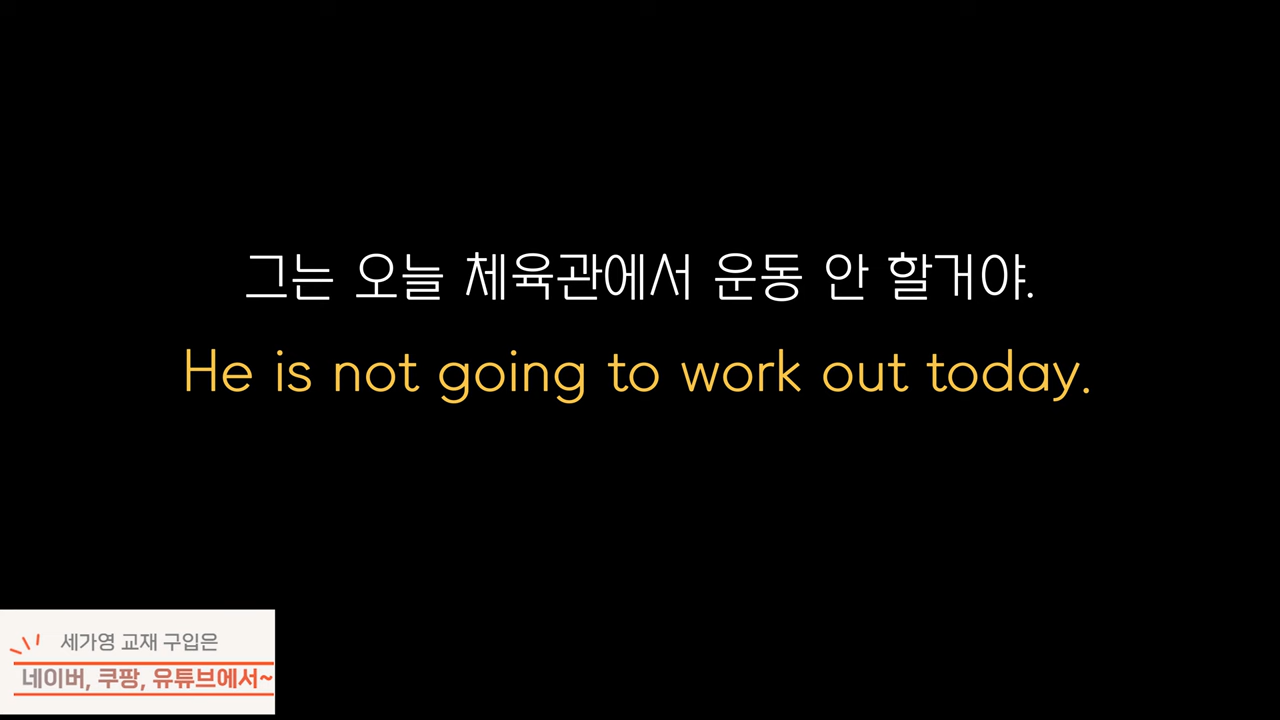 그는 오늘 체육관에서 운동 안 할거야.
He is not going to work out today.
세가영 교재 구입은
네이버, 쿠팡, 유튜브에서~